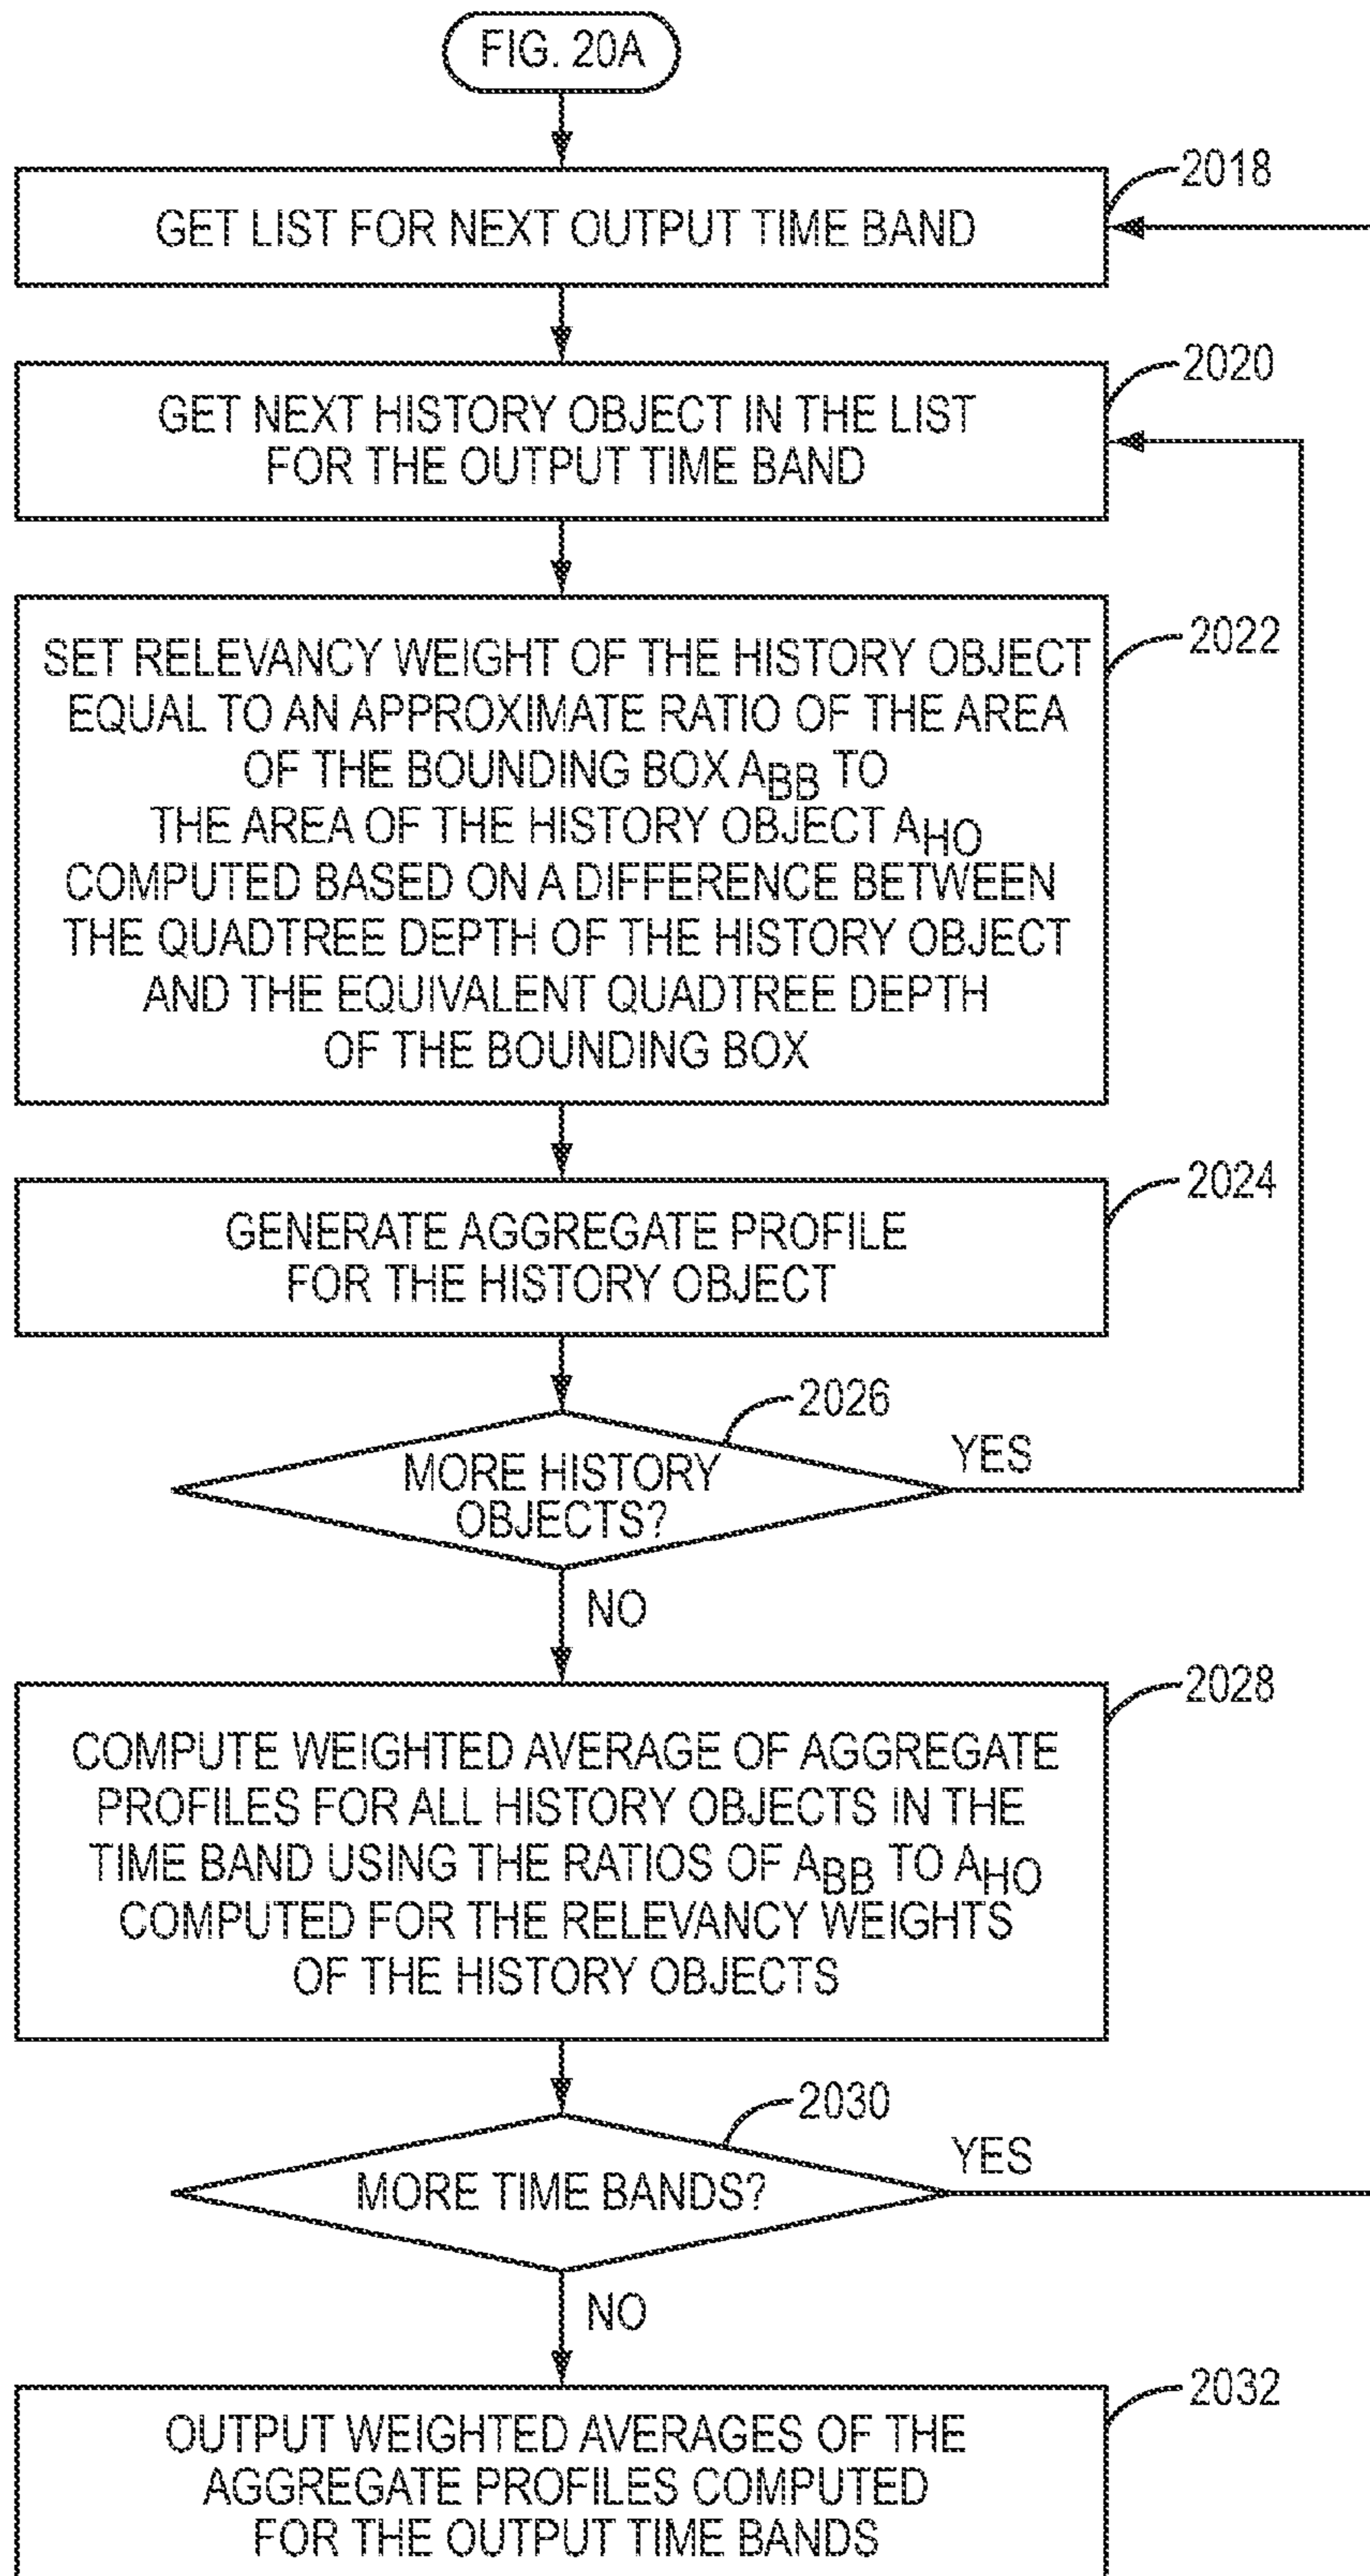 FIG. 20A
2018
GET LIST FOR NEXT OUTPUT TIME BAND
2020
GET NEXT HISTORY OBJECT IN THE LIST
FOR THE OUTPUT TIME BAND
2022
SET RELEVANCY WEIGHT OF THE HISTORY OBJECT
EQUAL TO AN APPROXIMATE RATIO OF THE AREA
OF THE BOUNDING BOX ABB TO
THE AREA OF THE HISTORY OBJECT AHO
COMPUTED BASED ON A DIFFERENCE BETWEEN
THE QUADTREE DEPTH OF THE HISTORY OBJECT
AND THE EQUIVALENT QUADTREE DEPTH
OF THE BOUNDING BOX
2024
GENERATE AGGREGATE PROFILE
FOR THE HISTORY OBJECT
2026
MORE HISTORY
OBJECTS?
YES
NO
2028
COMPUTE WEIGHTED AVERAGE OF AGGREGATE
PROFILES FOR ALL HISTORY OBJECTS IN THE
TIME BAND USING THE RATIOS OF ABB TO AHO
COMPUTED FOR THE RELEVANCY WEIGHTS
OF THE HISTORY OBJECTS
2030
MORE TIME BANDS?
YES
NO
2032
OUTPUT WEIGHTED AVERAGES OF THE
AGGREGATE PROFILES COMPUTED
FOR THE OUTPUT TIME BANDS